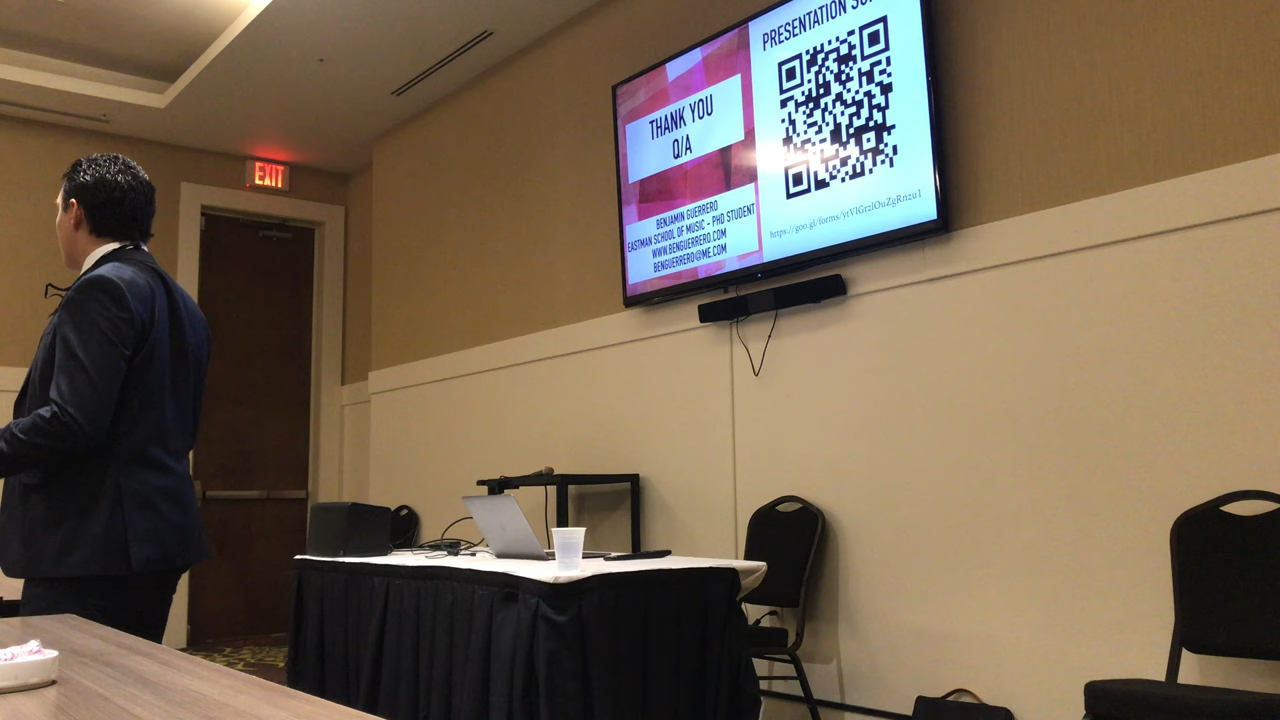 EXIT
THANK YOU
Q/A
BENJAMIN GUERRERO
EASTMAN SCHOOL OF MUSIC - PHD STUDENT
WWW.BENGUERRERO.COM
BENGUERRERO@ME.COM
PRESENTATION
https://goo.gl/forms/ytVIGrzlOuZgRnzu1